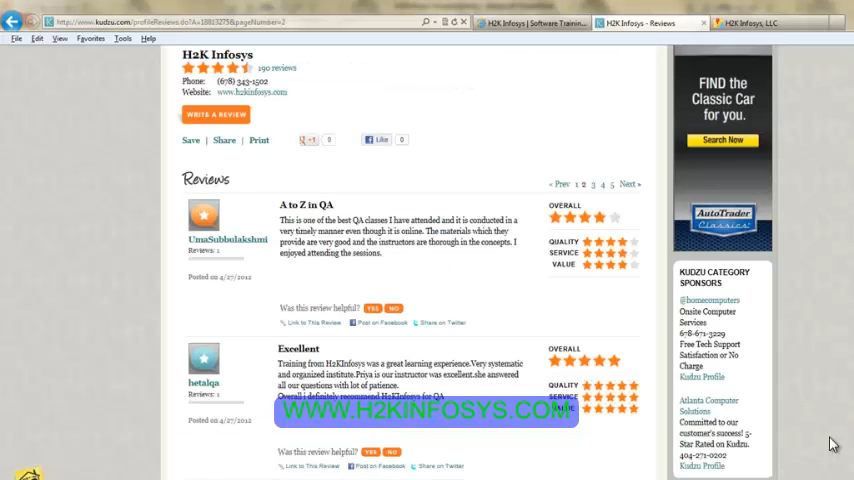 http://www.kudzu.com/profileReviews.do?A=18813275&pageNumber=2
H2K Infosys | Software Trainin...
H2K Infosys - Reviews
H2K Infosys, LLC
File Edit View Favorites Tools Help
H2K Infosys
190 reviews
Phone: (678) 343-1502
Website: www.h2kinfosys.com
WRITE A REVIEW
Save | Share | Print
+1 0
Like 0
Reviews
« Prev 1 2 3 4 5 Next »
A to Z in QA
This is one of the best QA classes I have attended and it is conducted in a
very timely manner even though it is online. The materials which they
provide are very good and the instructors are thorough in the concepts. I
enjoyed attending the sessions.
UmaSubbulakshmi
Reviews: 1
Posted on 4/27/2012
OVERALL
QUALITY
SERVICE
VALUE
Was this review helpful? YES NO
Link to This Review Post on Facebook Share on Twitter
Excellent
Training from H2KInfosys was a great learning experience.Very systematic
and organized institute.Priya is our instructor was excellent.she answered
all our questions with lot of patience.
Overall i definitely recommend H2KInfosys for QA
hetalqa
Reviews: 1
Posted on 4/27/2012
OVERALL
QUALITY
SERVICE
VALUE
WWW.H2KINFOSYS.COM
Was this review helpful? YES NO
Link to This Review Post on Facebook Share on Twitter
FIND the
Classic Car
for you.
Search Now
AutoTrader
Classics
KUDZU CATEGORY
SPONSORS
@homecomputers
Onsite Computer
Services
678-671-3229
Free Tech Support
Satisfaction or No
Charge
Kudzu Profile
Atlanta Computer
Solutions
Committed to our
customer's success! 5-
Star Rated on Kudzu.
404-271-0202
Kudzu Profile